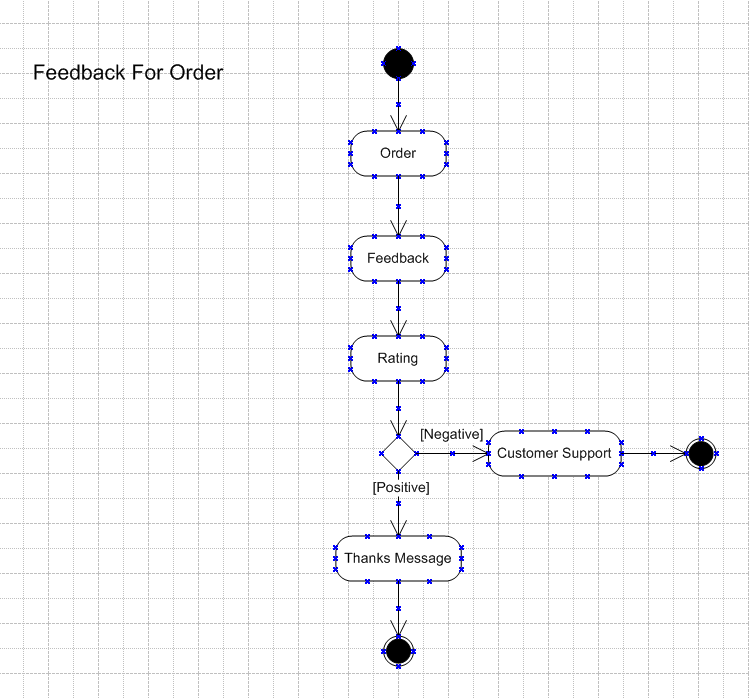 Feedback For Order
Order
Feedback
Rating
[Negative]
Customer Support
[Positive]
Thanks Message